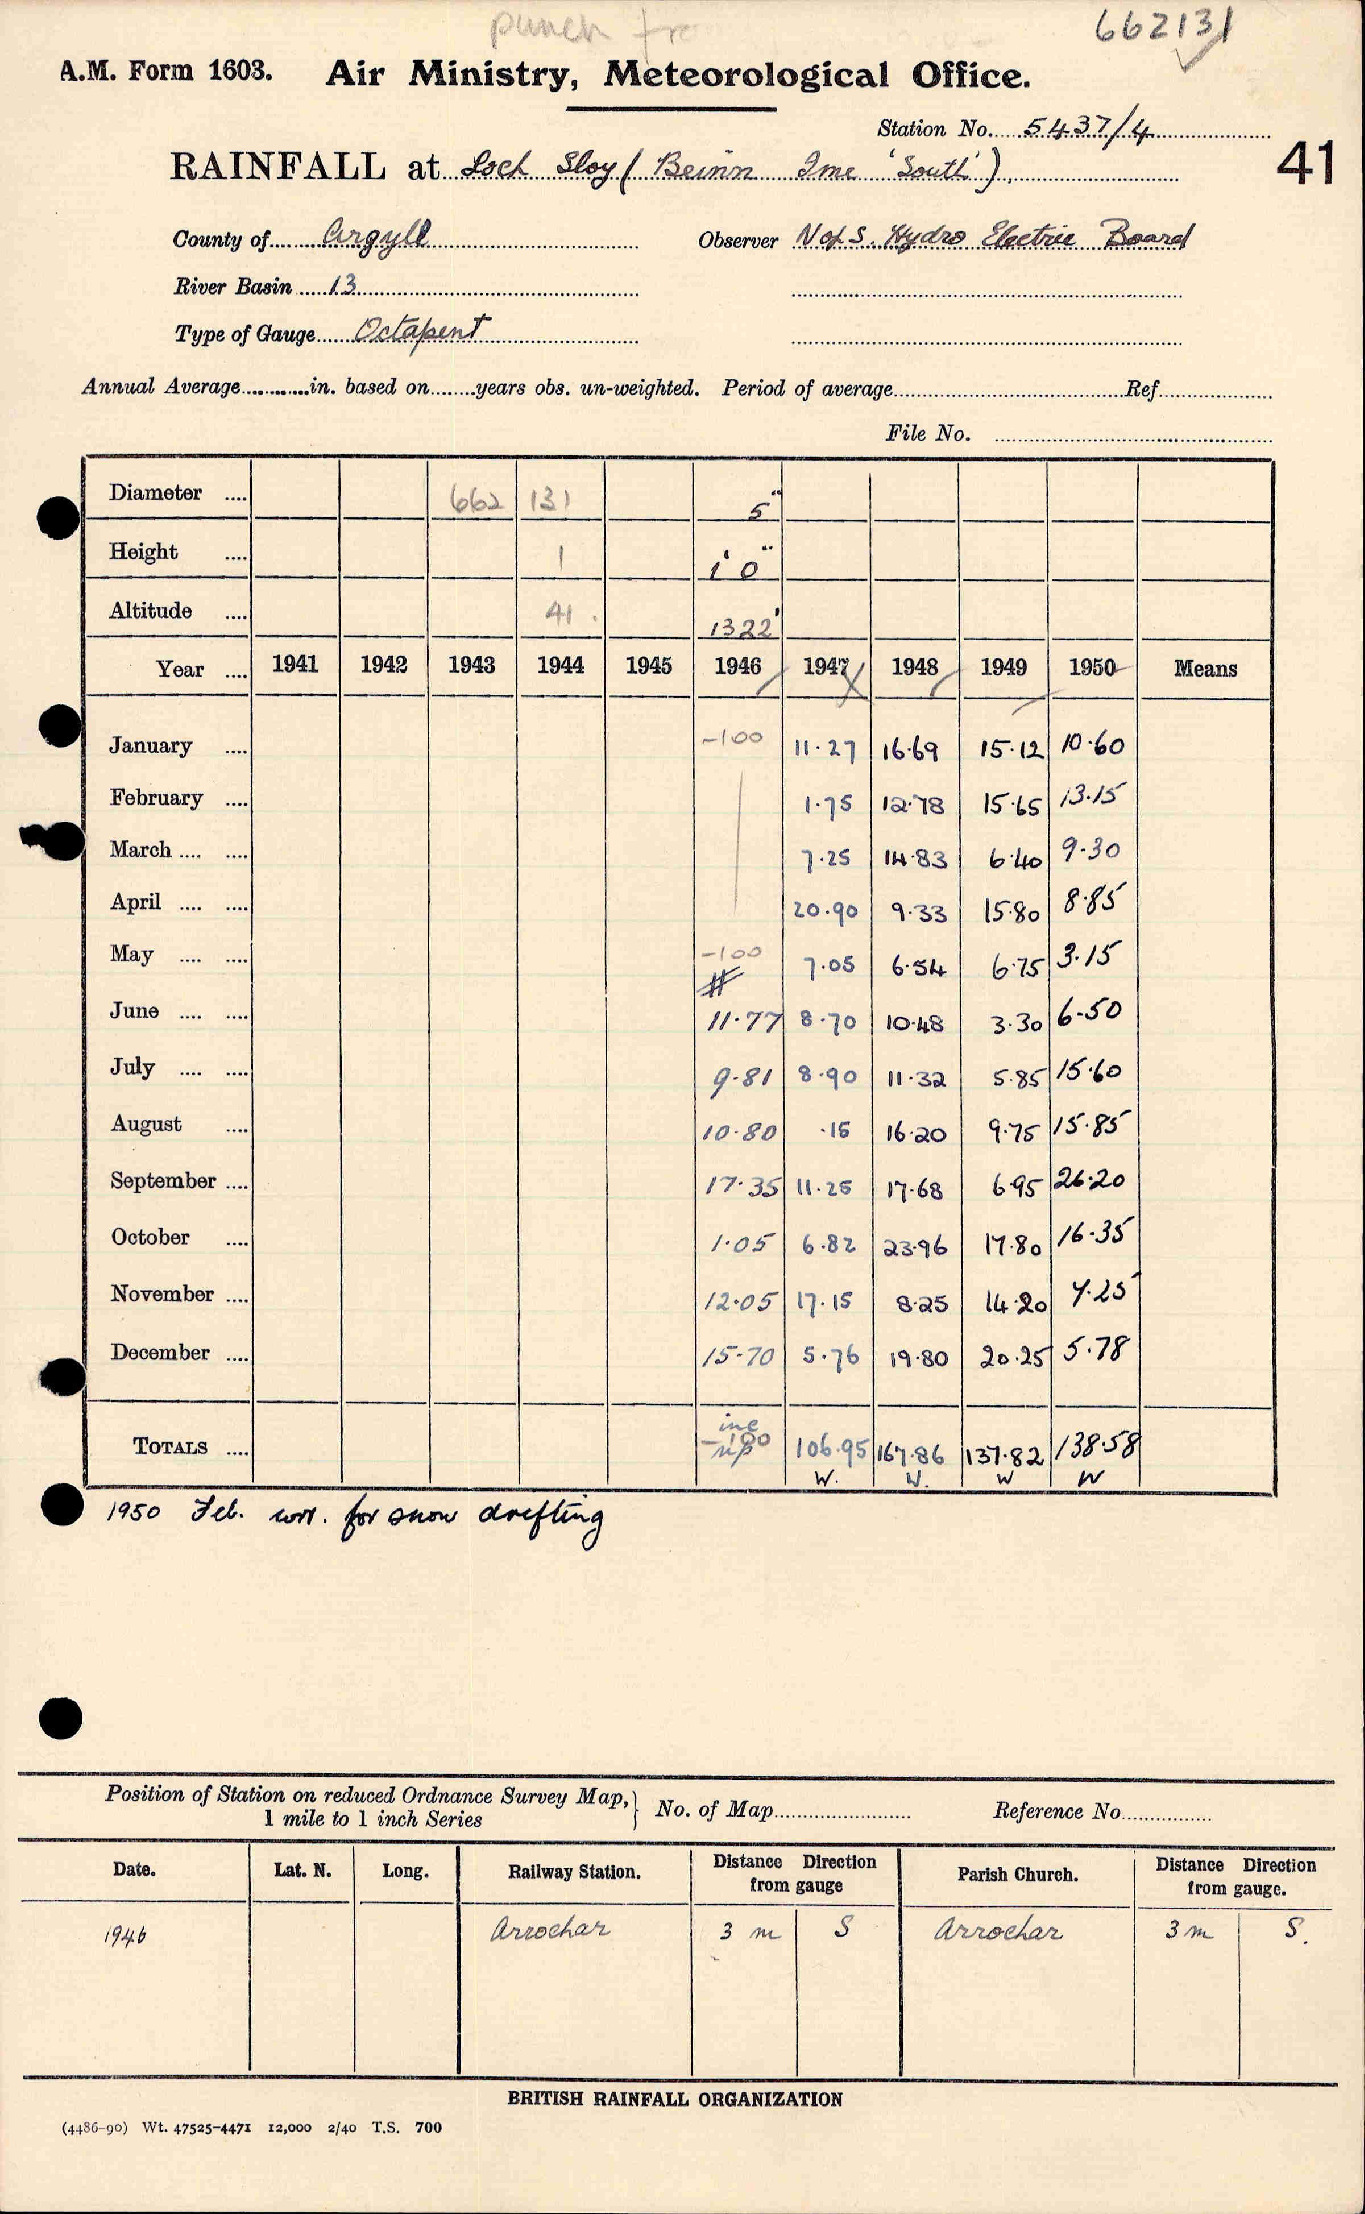 punch
662131
A.M. Form 1603. Air Ministry, Meteorological Office.
Station No. 5437/4
41
RAINFALL at Loch Sloy (Beinn Ime 'South').
County of Argyll Observer N of S. Hydro Electric Board
River Basin 13
Type of Gauge Octapent
Annual Average in. based on years obs. un-weighted. Period of average Ref
File No.
Diameter 662 131 5"
Height 1 1' 0"
Altitude 41. 1322'
Year 1941 1942 1943 1944 1945 1946 1947 1948 1949 1950 Means
January -100 11.27 16.69 15.12 10.60
February 1.75 12.78 15.65 13.15
March 7.25 14.83 6.40 9.30
April 20.90 9.33 15.80 8.85
May -100 7.05 6.54 6.75 3.15
#
June 11.77 8.70 10.48 3.30 6.50
July 9.81 8.90 11.32 5.85 15.60
August 10.80 .15 16.20 9.75 15.85
September 17.35 11.25 17.68 6.95 26.20
October 1.05 6.82 23.96 17.80 16.35
November 12.05 17.15 8.25 14.20 7.25
December 15.70 5.76 19.80 20.25 5.78
inc
TOTALS -100 106.95 167.86 137.82 138.58
W. W. W W
1950 Feb. corr. for snow drifting
Position of Station on reduced Ordnance Survey Map, No. of Map Reference No.
1 mile to 1 inch Series
Date. Lat. N. Long. Railway Station. Distance Direction from gauge Parish Church. Distance Direction from gauge.
1946 Arrochar 3 m S Arrochar 3 m S.
BRITISH RAINFALL ORGANIZATION
(4486-90) Wt. 47525-4471 12,000 2/40 T.S. 700